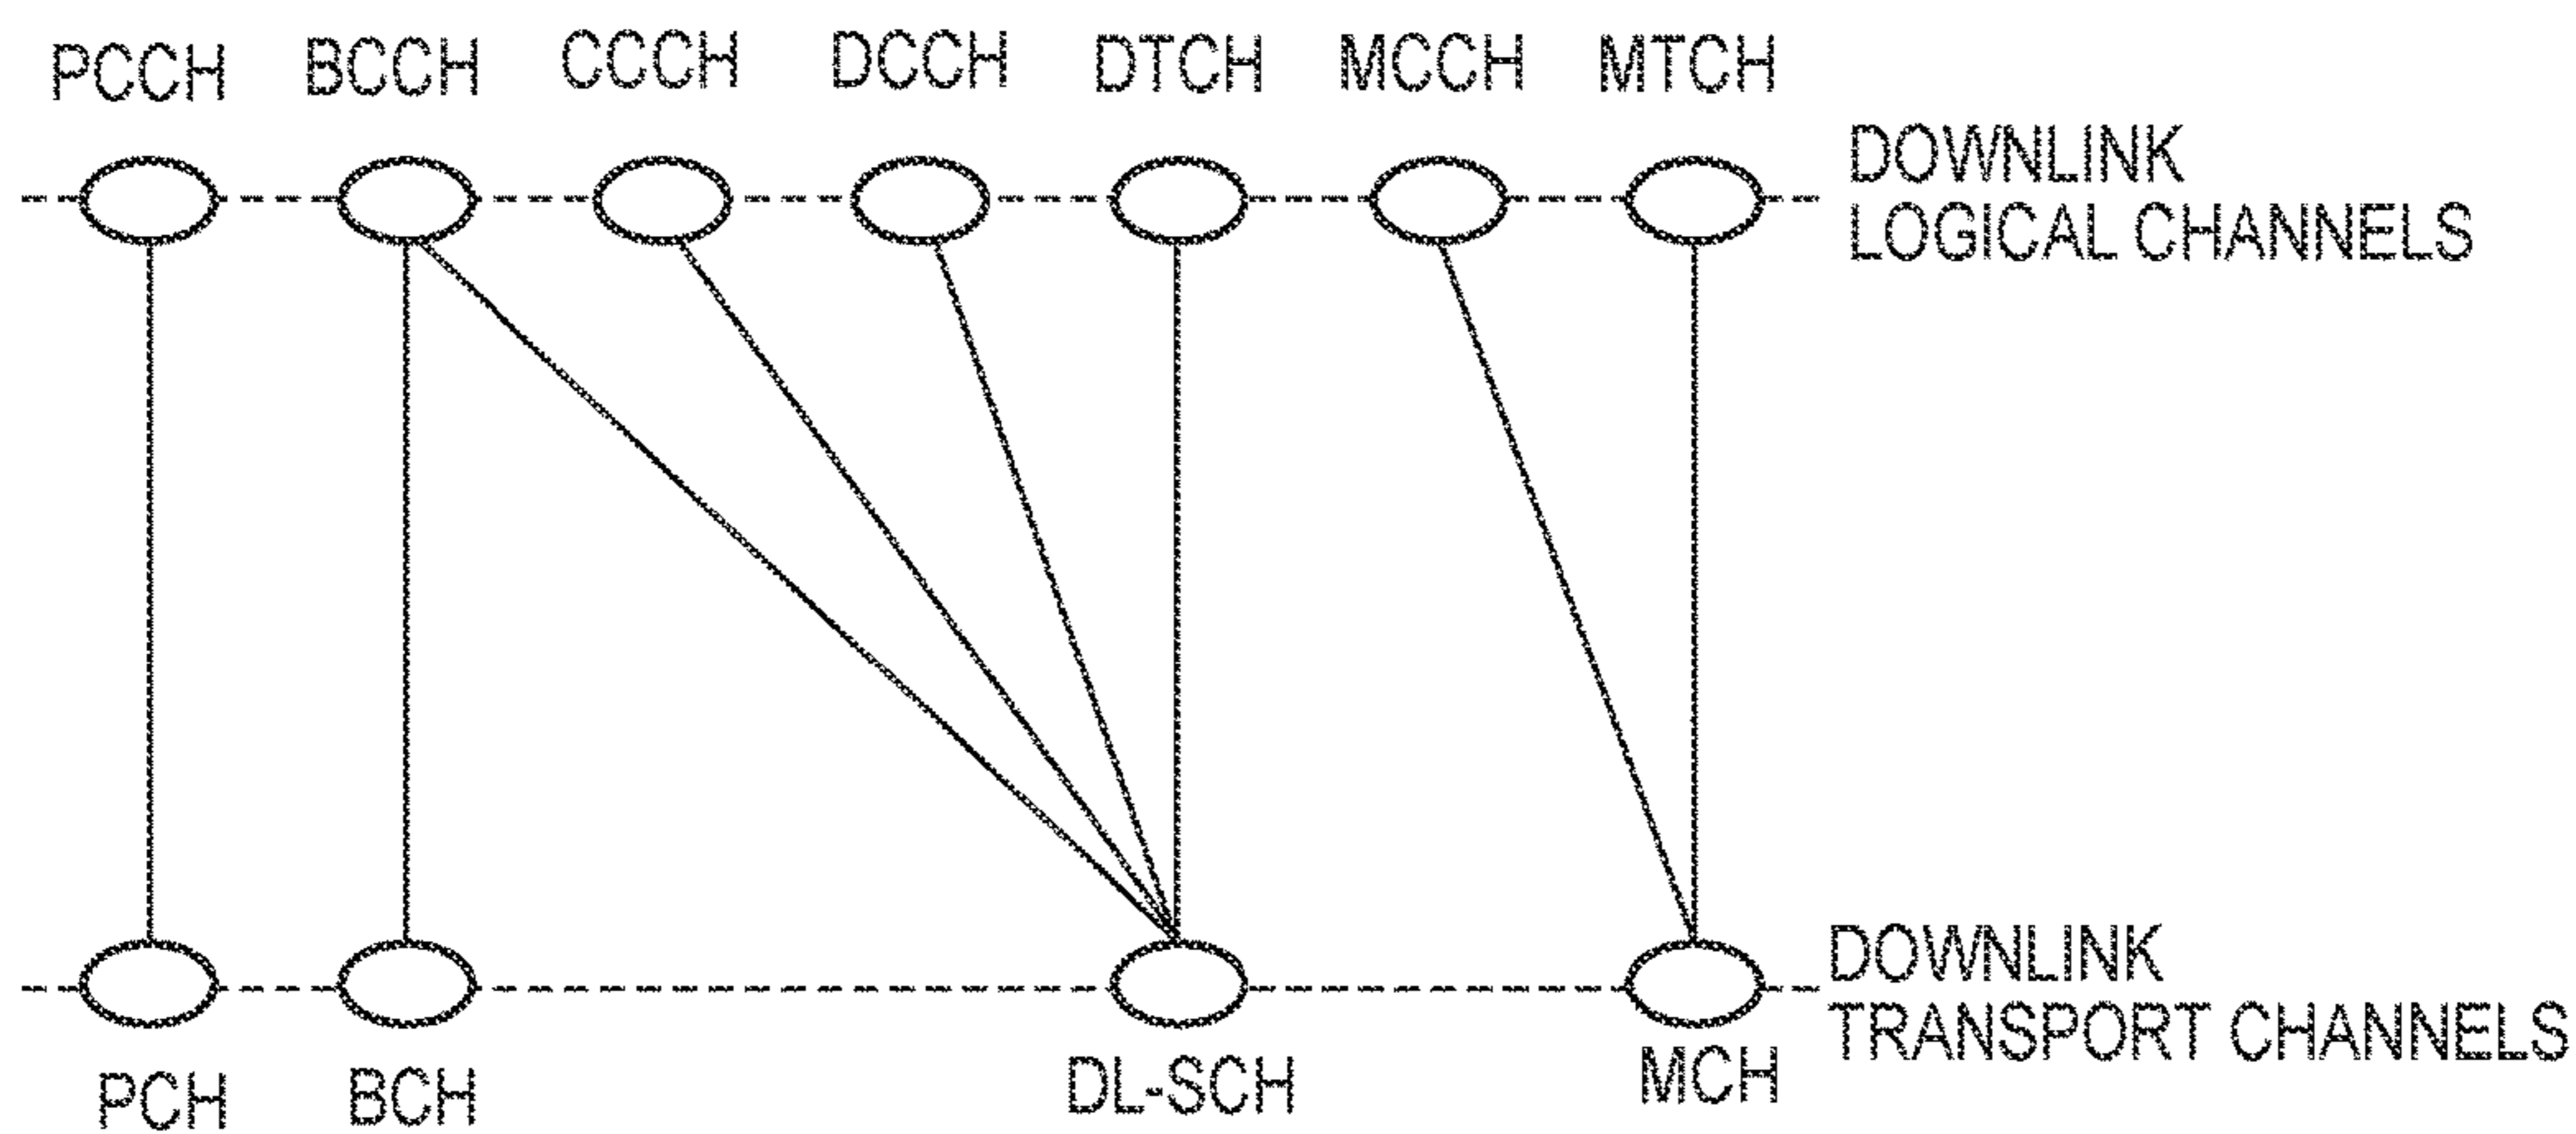 PCCH BCCH CCCH DCCH DTCH MCCH MTCH
DOWNLINK
LOGICAL CHANNELS
DOWNLINK
TRANSPORT CHANNELS
PCH BCH DL-SCH MCH